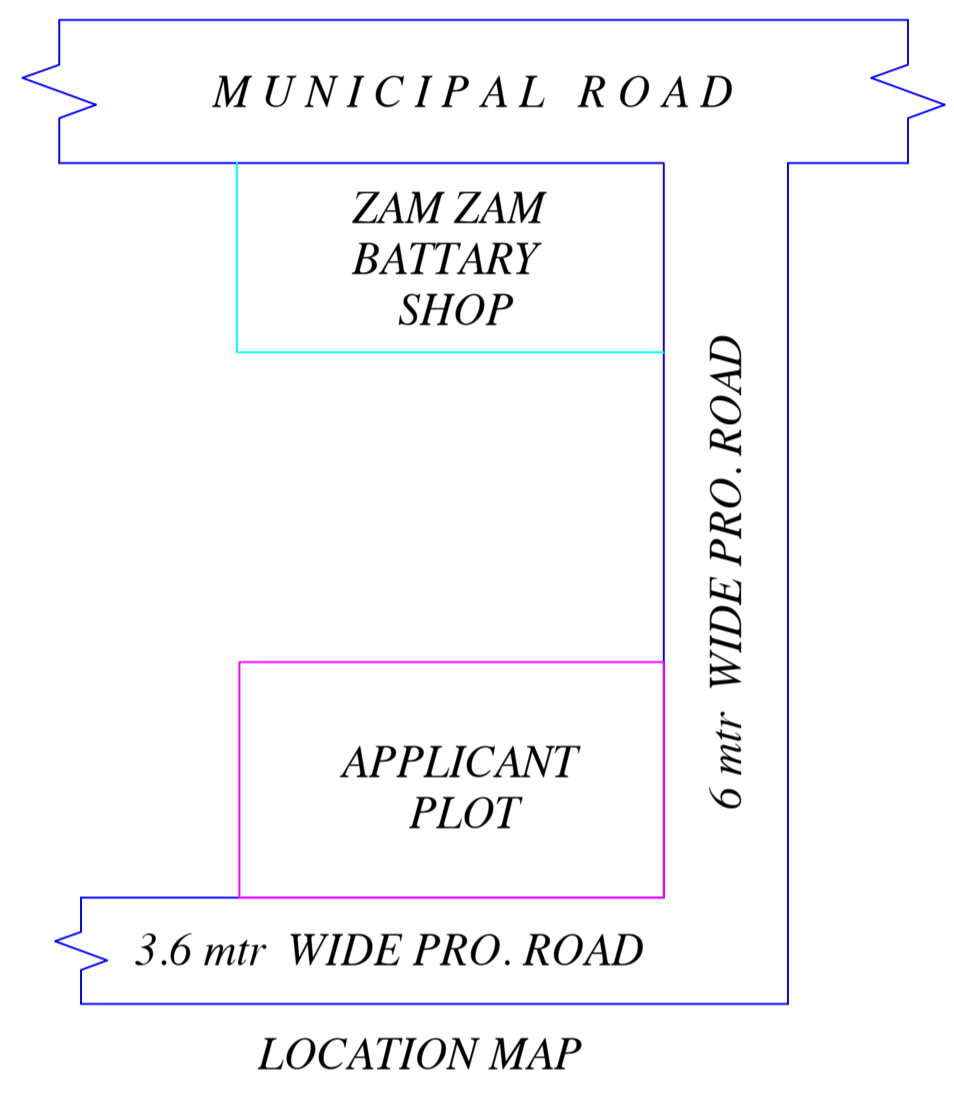 MUNICIPAL ROAD
ZAM ZAM
BATTARY
SHOP
6 mtr WIDE PRO. ROAD
APPLICANT
PLOT
3.6 mtr WIDE PRO. ROAD
LOCATION MAP